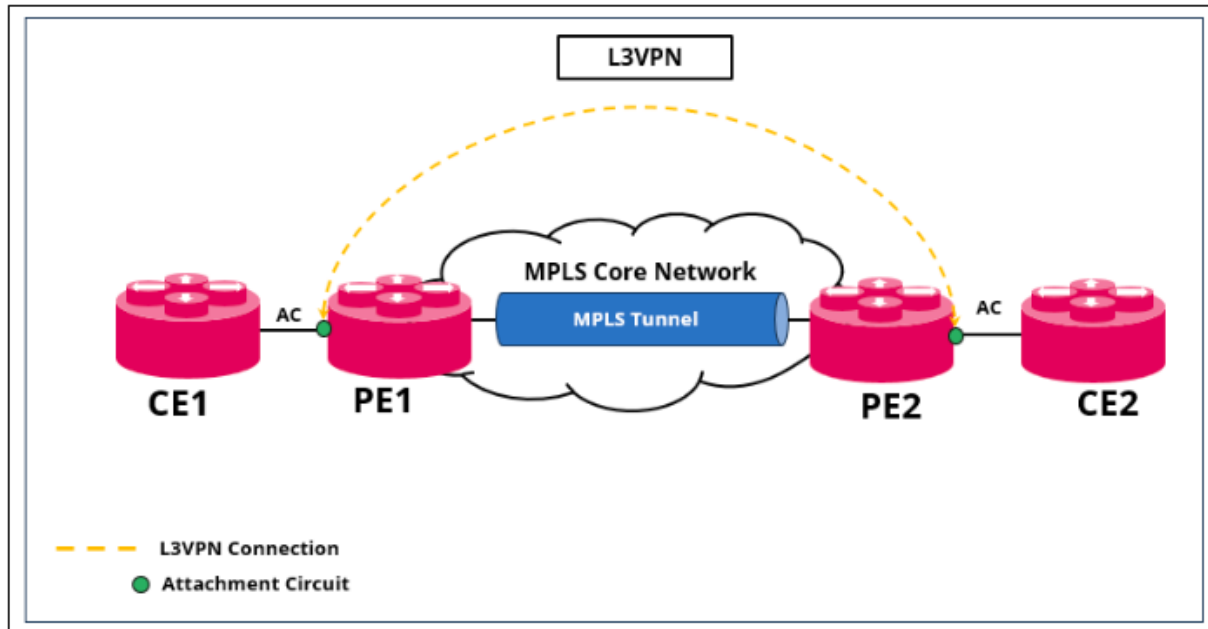 L3VPN
MPLS Core Network
AC
MPLS Tunnel
AC
CE1
PE1
PE2
CE2
L3VPN Connection
Attachment Circuit